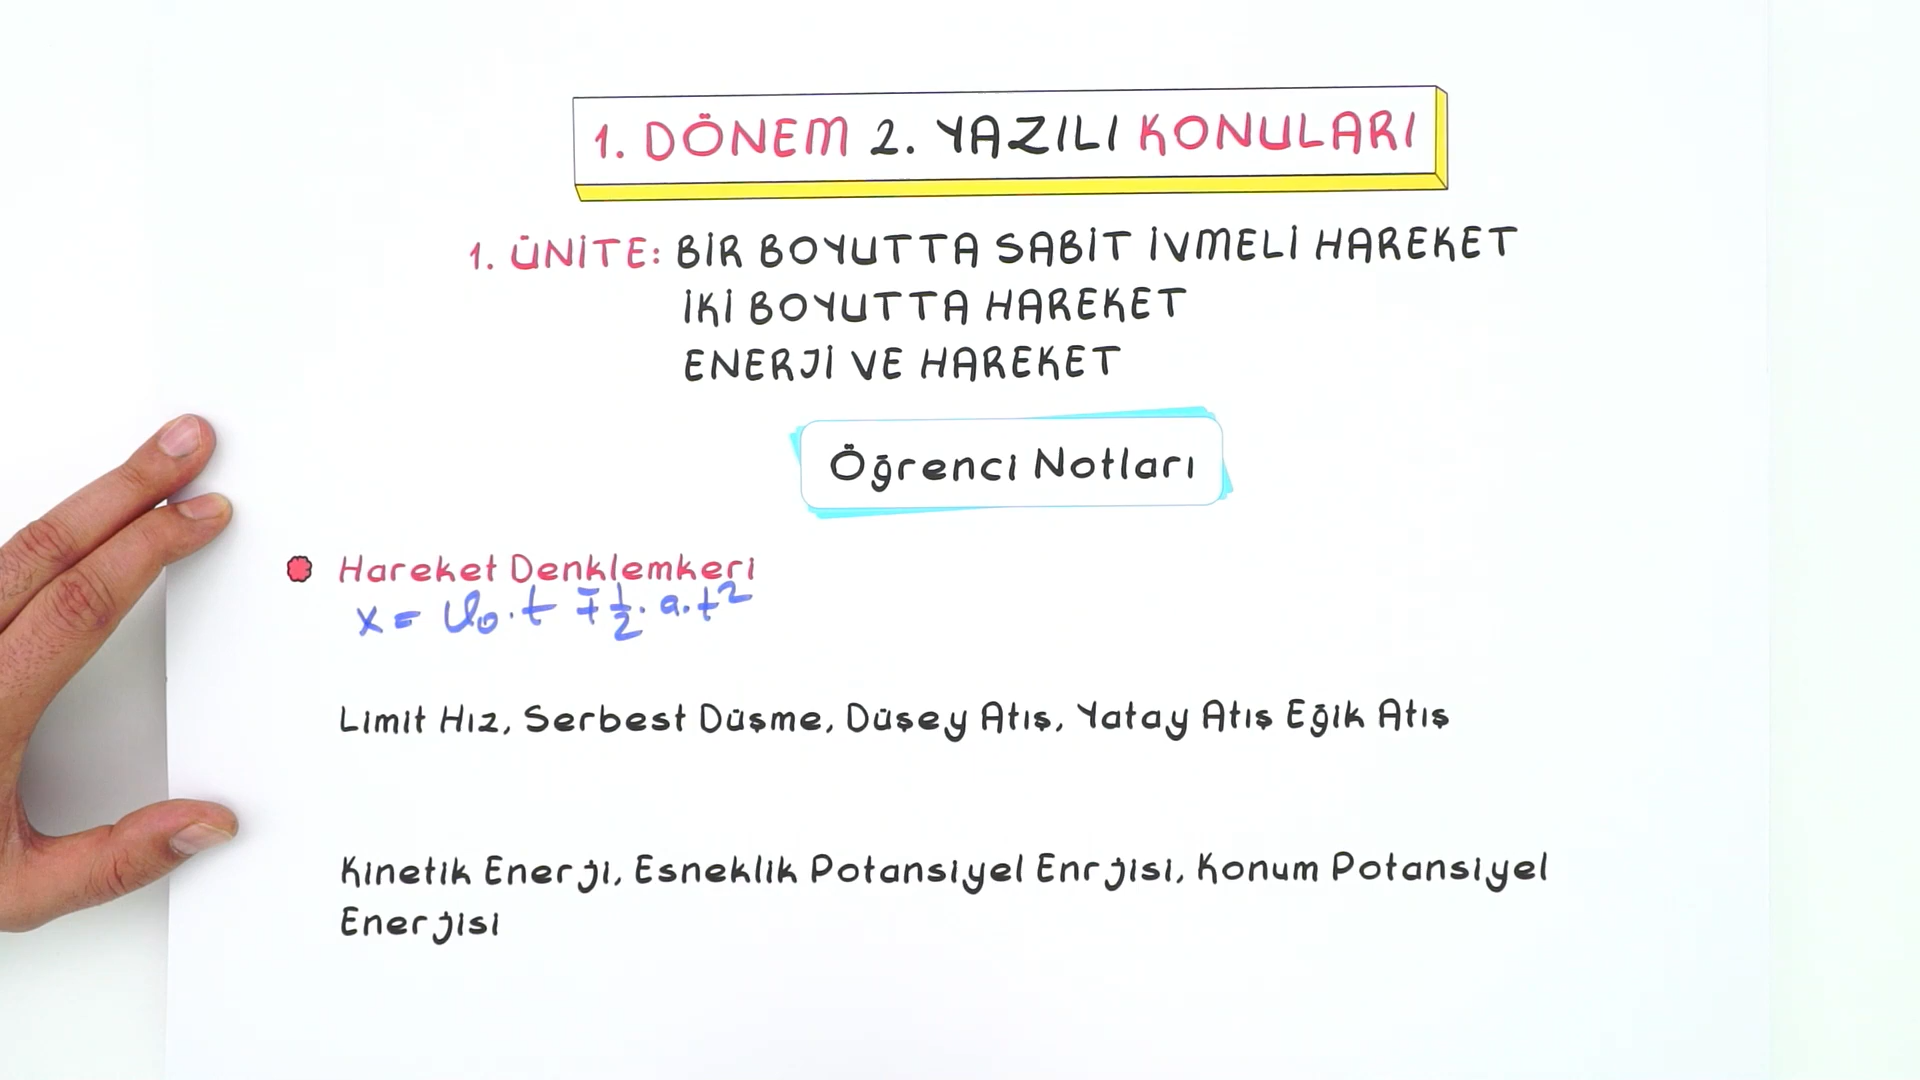 1. DÖNEM 2. YAZILI KONULARI
1. ÜNİTE: BİR BOYUTTA SABİT İVMELİ HAREKET
İKİ BOYUTTA HAREKET
ENERJİ VE HAREKET
Öğrenci Notları
Hareket Denklemkeri
x = ϑ₀ . t ∓ 1/2 . a . t²
Limit Hız, Serbest Düşme, Düşey Atış, Yatay Atış Eğik Atış
Kinetik Enerji, Esneklik Potansiyel Enrjisi, Konum Potansiyel
Enerjisi